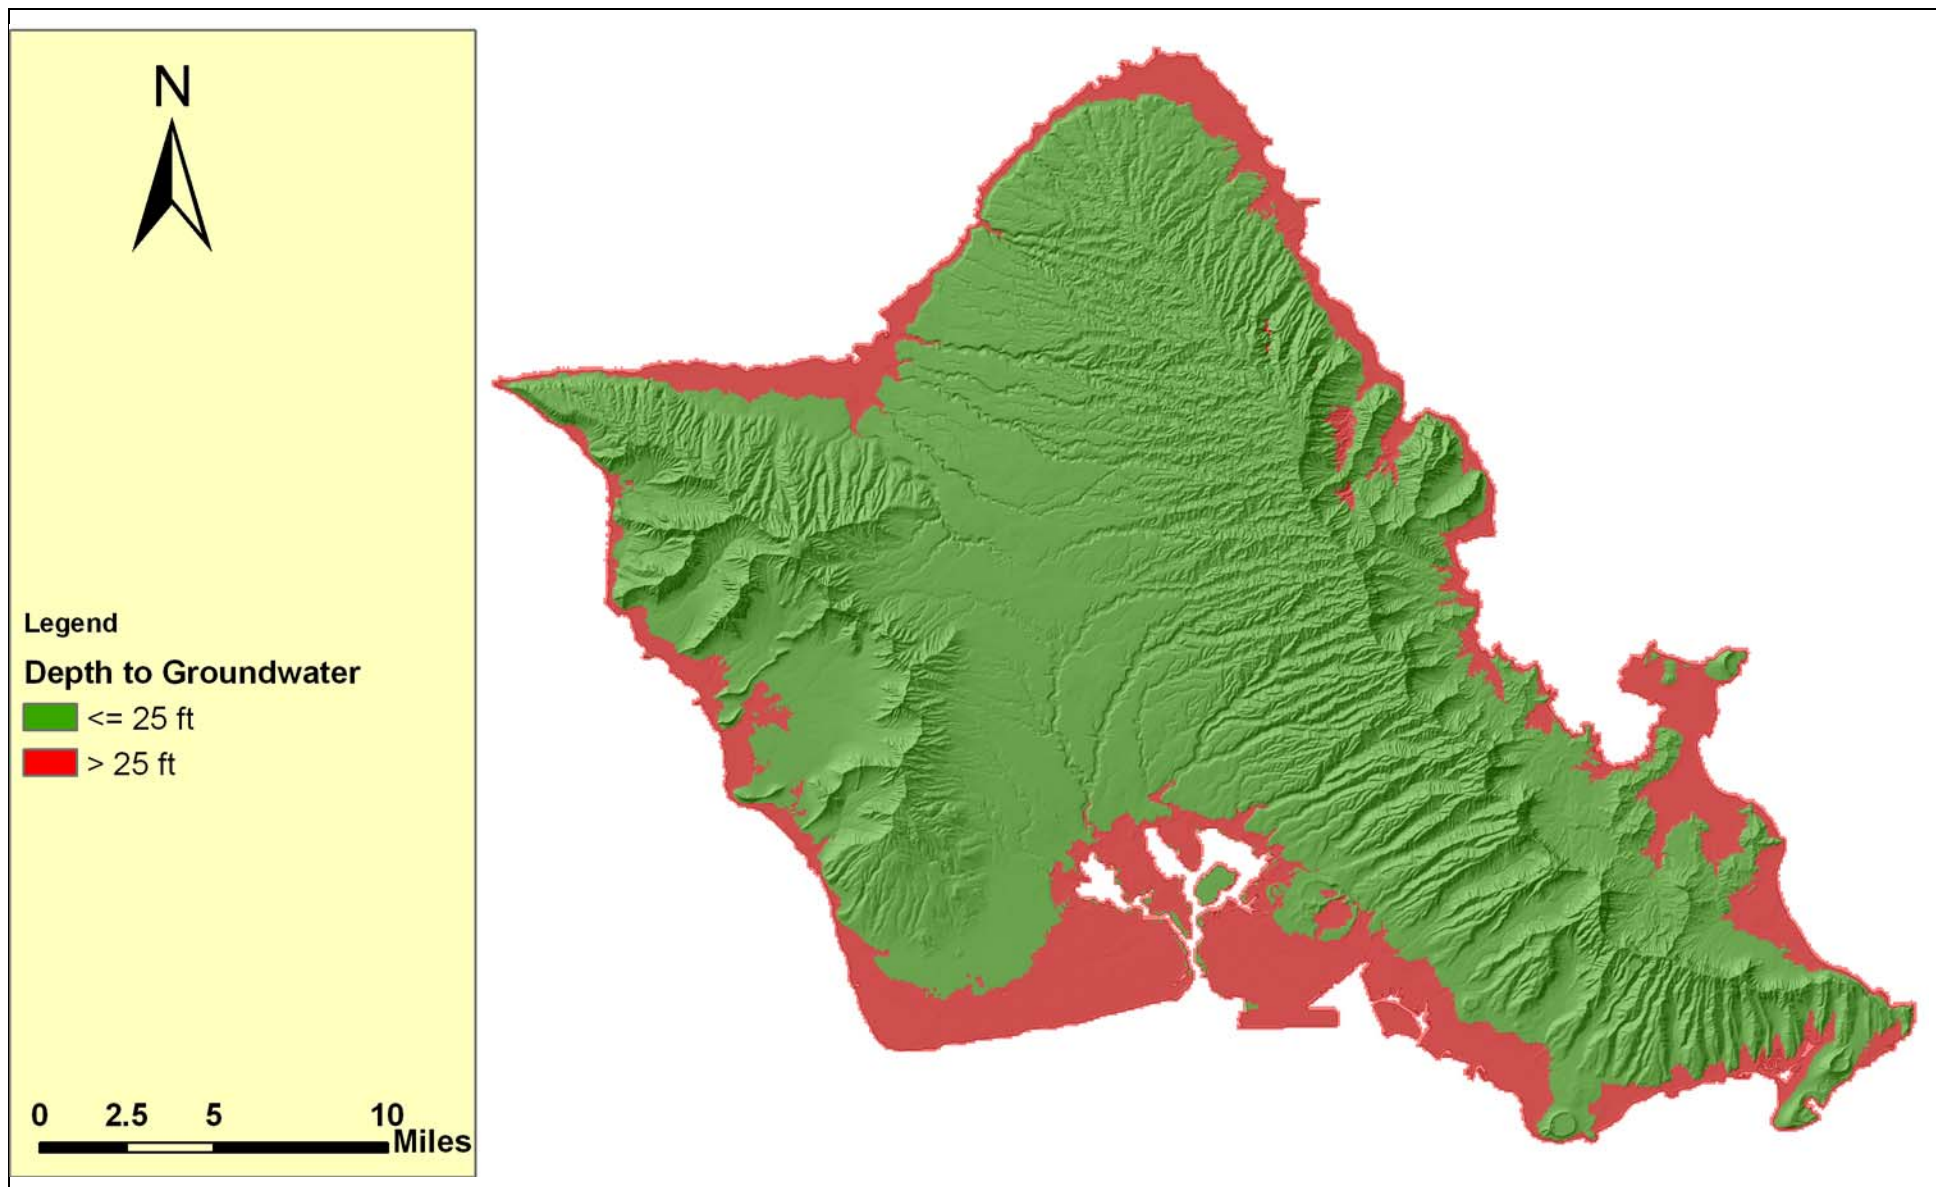 N
Legend
Depth to Groundwater
<= 25 ft
> 25 ft
0 2.5 5 10
Miles